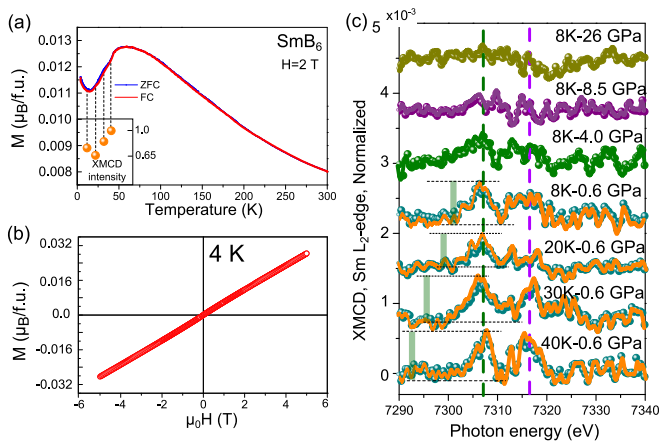 (a)
SmB6
H=2 T
0.013
0.012
0.011
0.010
0.009
0.008
M (μB/f.u.)
ZFC
FC
1.0
0.65
XMCD
intensity
0 50 100 150 200 250 300
Temperature (K)
(b)
4 K
0.032
0.016
0.0
-0.016
-0.032
M (μB/f.u.)
-6 -4 -2 0 2 4 6
μ0H (T)
(c)
5 ×10⁻³
4
3
2
1
0
XMCD, Sm L2-edge, Normalized
8K-26 GPa
8K-8.5 GPa
8K-4.0 GPa
8K-0.6 GPa
20K-0.6 GPa
30K-0.6 GPa
40K-0.6 GPa
7290 7300 7310 7320 7330 7340
Photon energy (eV)